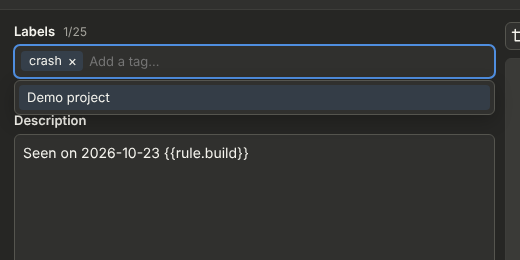 Labels 1/25
crash × Add a tag...
Demo project
Description
Seen on 2026-10-23 {{rule.build}}